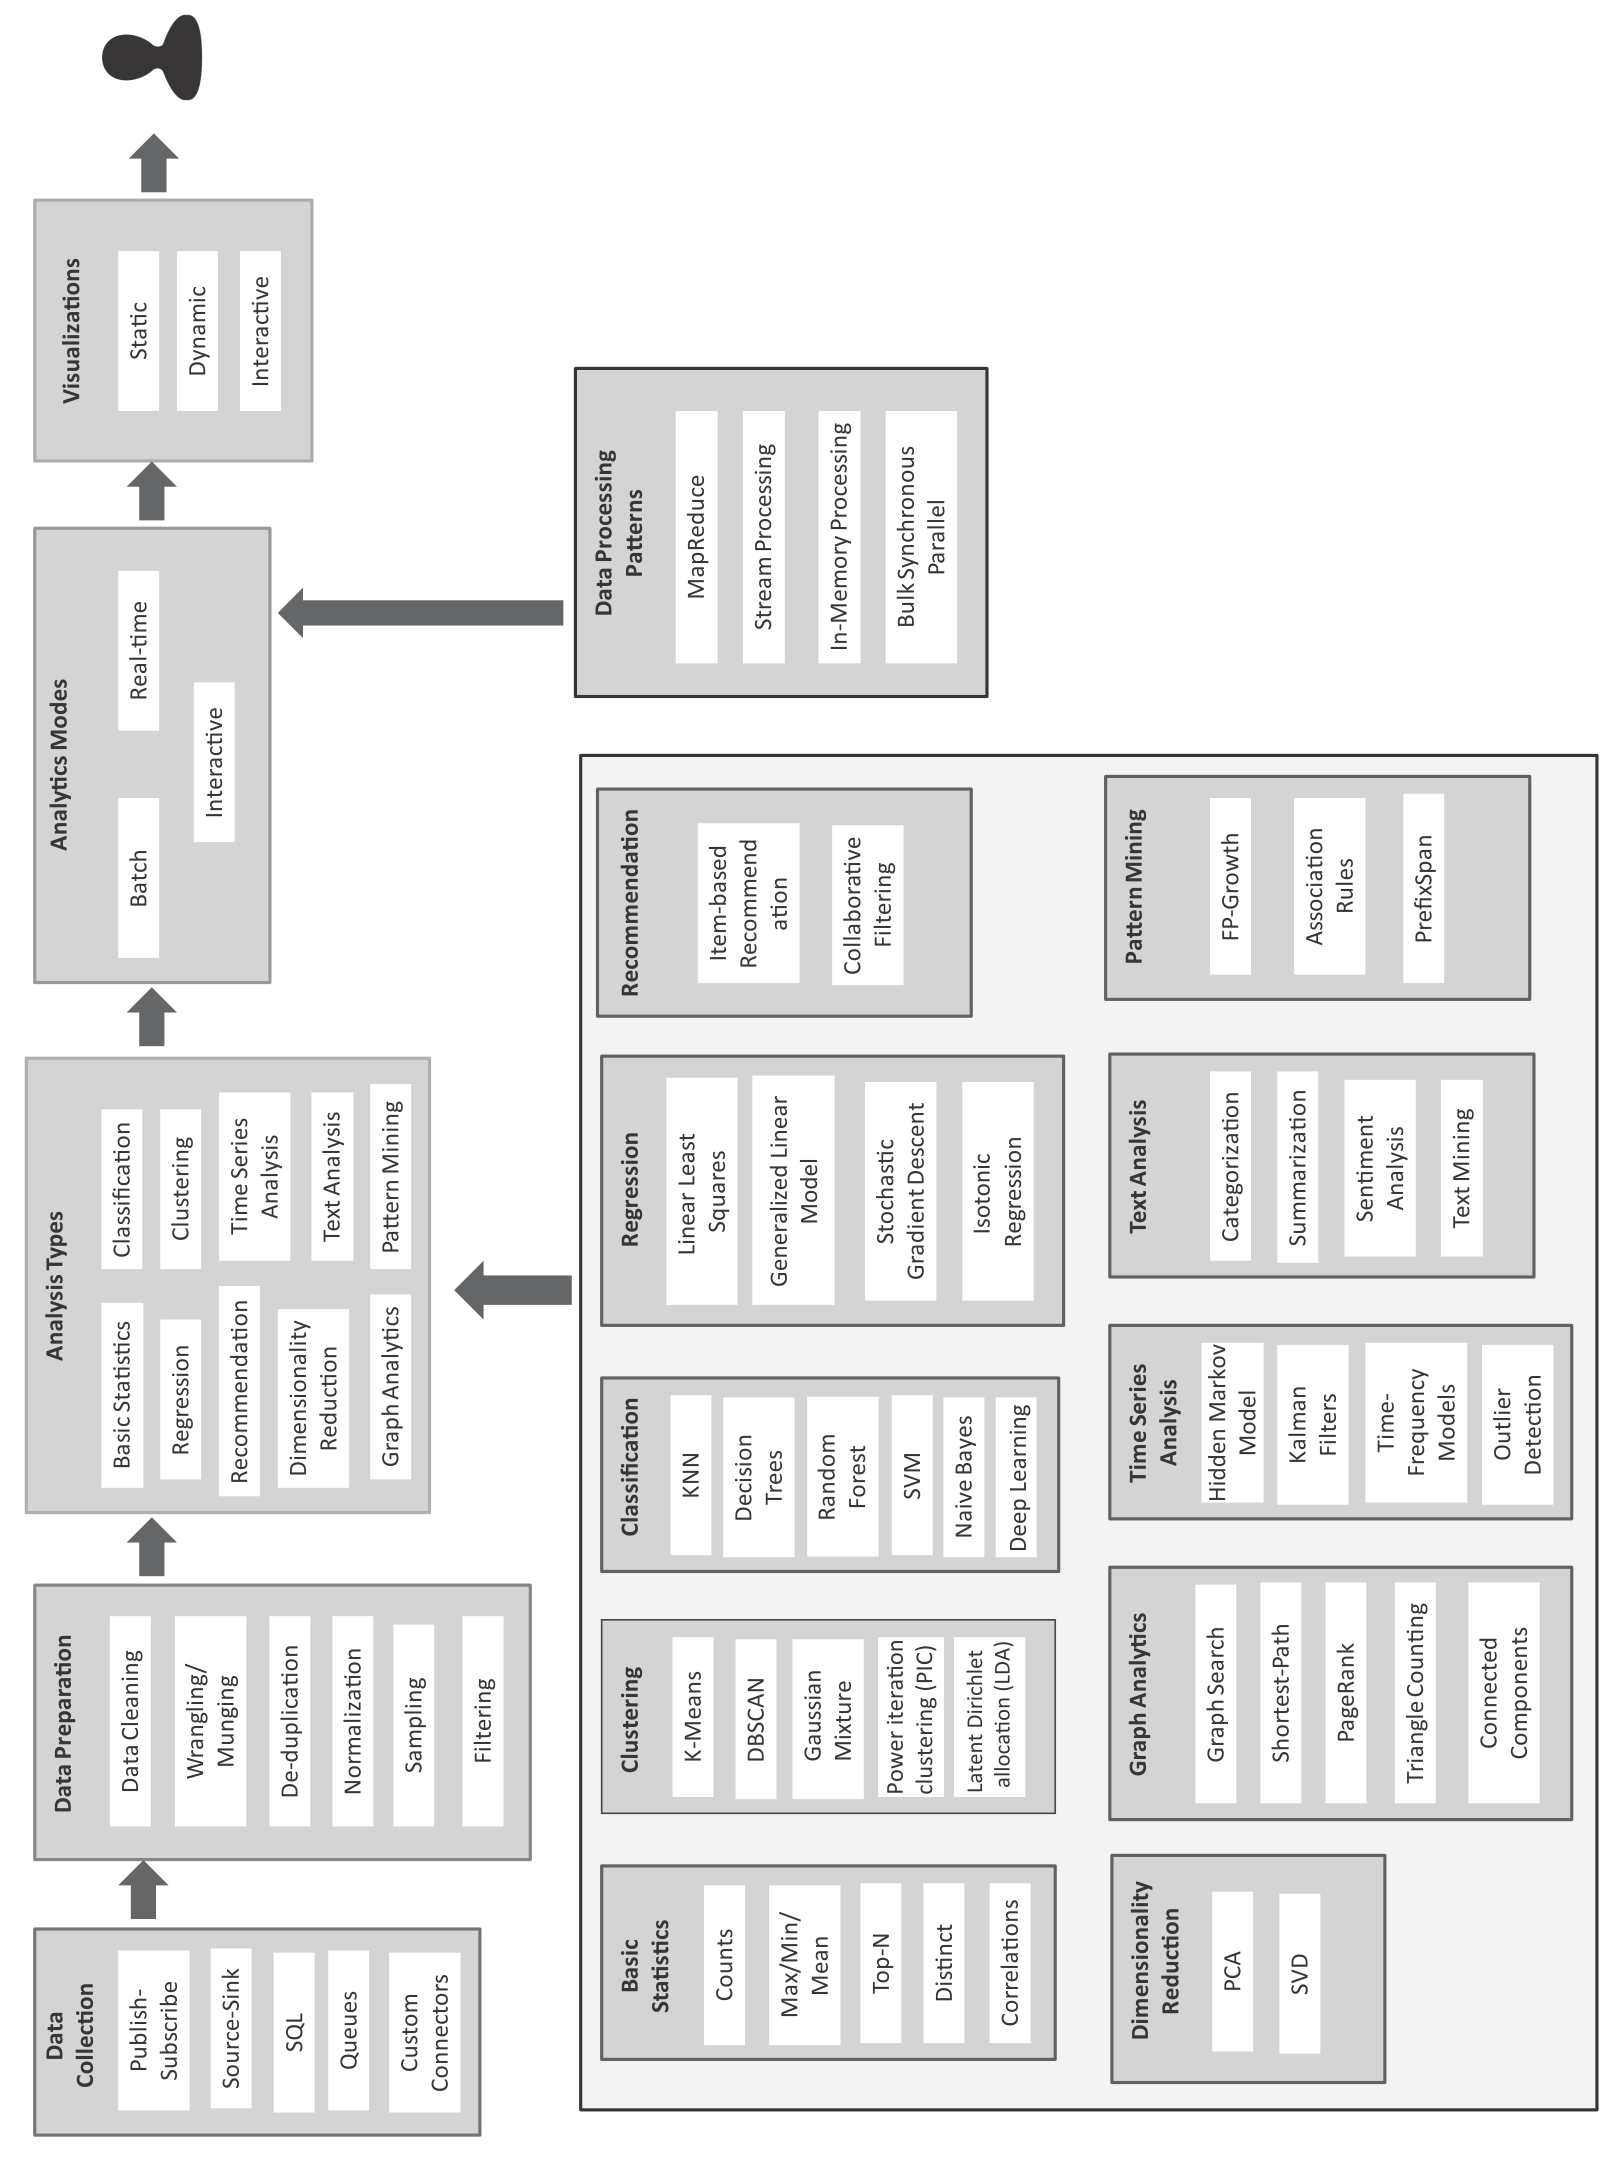 Data
Collection
Publish-
Subscribe
Source-Sink
SQL
Queues
Custom
Connectors
Data Preparation
Data Cleaning
Wrangling/
Munging
De-duplication
Normalization
Sampling
Filtering
Analysis Types
Basic Statistics
Classification
Regression
Clustering
Recommendation
Time Series
Analysis
Dimensionality
Reduction
Text Analysis
Graph Analytics
Pattern Mining
Analytics Modes
Batch
Real-time
Interactive
Visualizations
Static
Dynamic
Interactive
Basic
Statistics
Counts
Max/Min/
Mean
Top-N
Distinct
Correlations
Clustering
K-Means
DBSCAN
Gaussian
Mixture
Power iteration
clustering (PIC)
Latent Dirichlet
allocation (LDA)
Classification
KNN
Decision
Trees
Random
Forest
SVM
Naive Bayes
Deep Learning
Regression
Linear Least
Squares
Generalized Linear
Model
Stochastic
Gradient Descent
Isotonic
Regression
Recommendation
Item-based
Recommend
ation
Collaborative
Filtering
Data Processing
Patterns
MapReduce
Stream Processing
In-Memory Processing
Bulk Synchronous
Parallel
Dimensionality
Reduction
PCA
SVD
Graph Analytics
Graph Search
Shortest-Path
PageRank
Triangle Counting
Connected
Components
Time Series
Analysis
Hidden Markov
Model
Kalman
Filters
Time-
Frequency
Models
Outlier
Detection
Text Analysis
Categorization
Summarization
Sentiment
Analysis
Text Mining
Pattern Mining
FP-Growth
Association
Rules
PrefixSpan